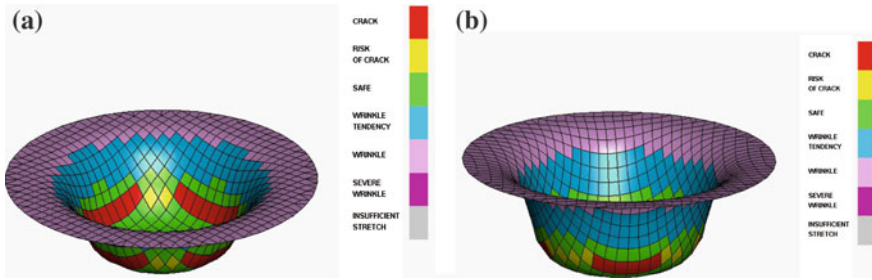 (a)
CRACK
RISK
OF CRACK
SAFE
WRINKLE
TENDENCY
WRINKLE
SEVERE
WRINKLE
INSUFFICIENT
STRETCH
(b)
CRACK
RISK
OF CRACK
SAFE
WRINKLE
TENDENCY
WRINKLE
SEVERE
WRINKLE
INSUFFICIENT
STRETCH